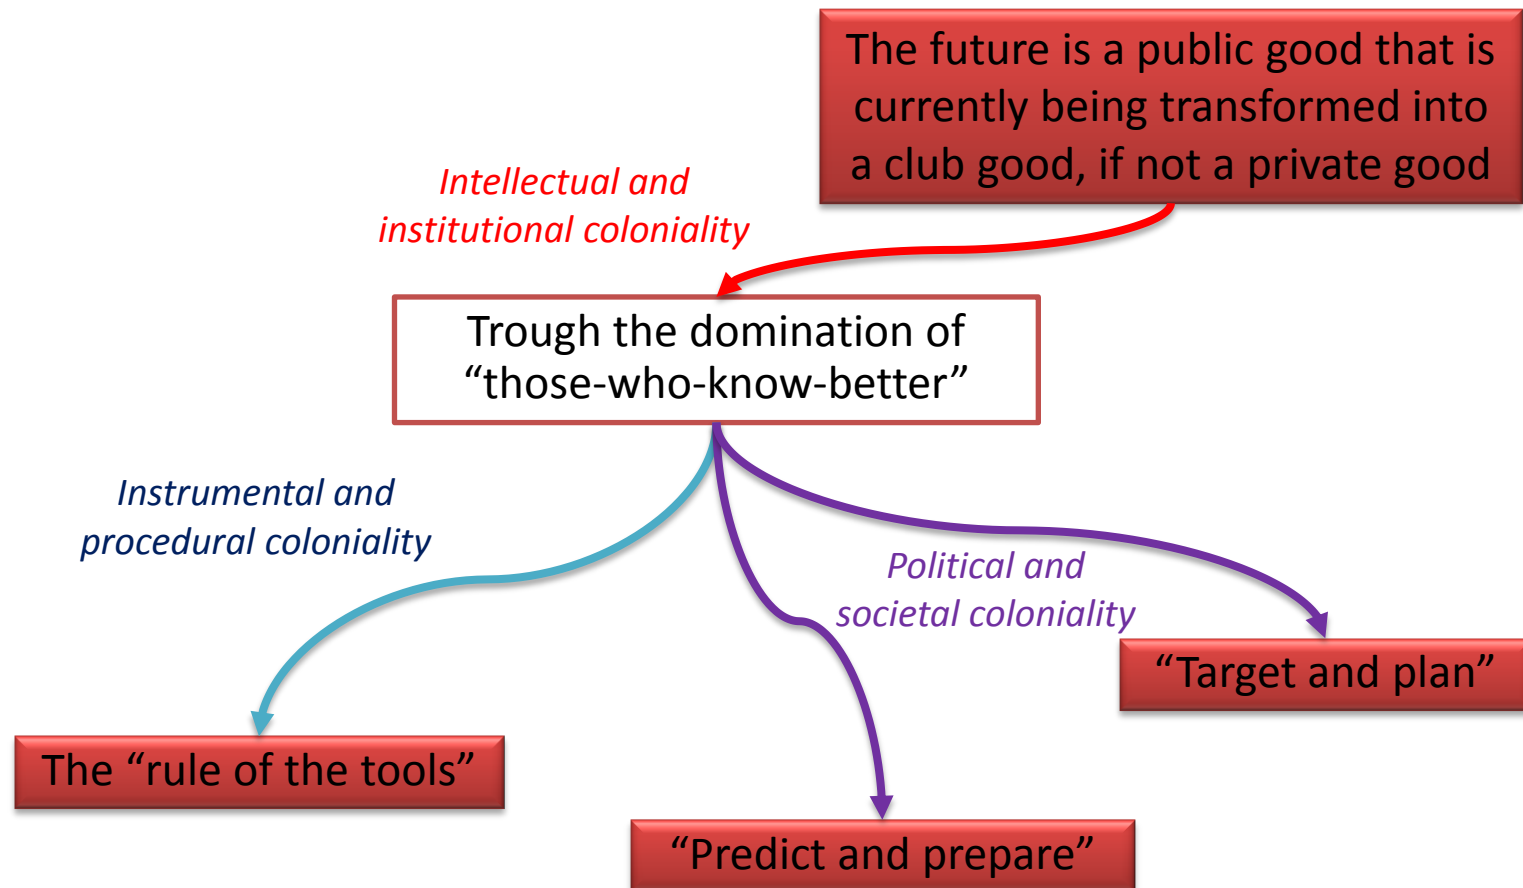 The future is a public good that is
currently being transformed into
a club good, if not a private good
Intellectual and
institutional coloniality
Trough the domination of
“those-who-know-better”
Instrumental and
procedural coloniality
Political and
societal coloniality
“Target and plan”
The “rule of the tools”
“Predict and prepare”